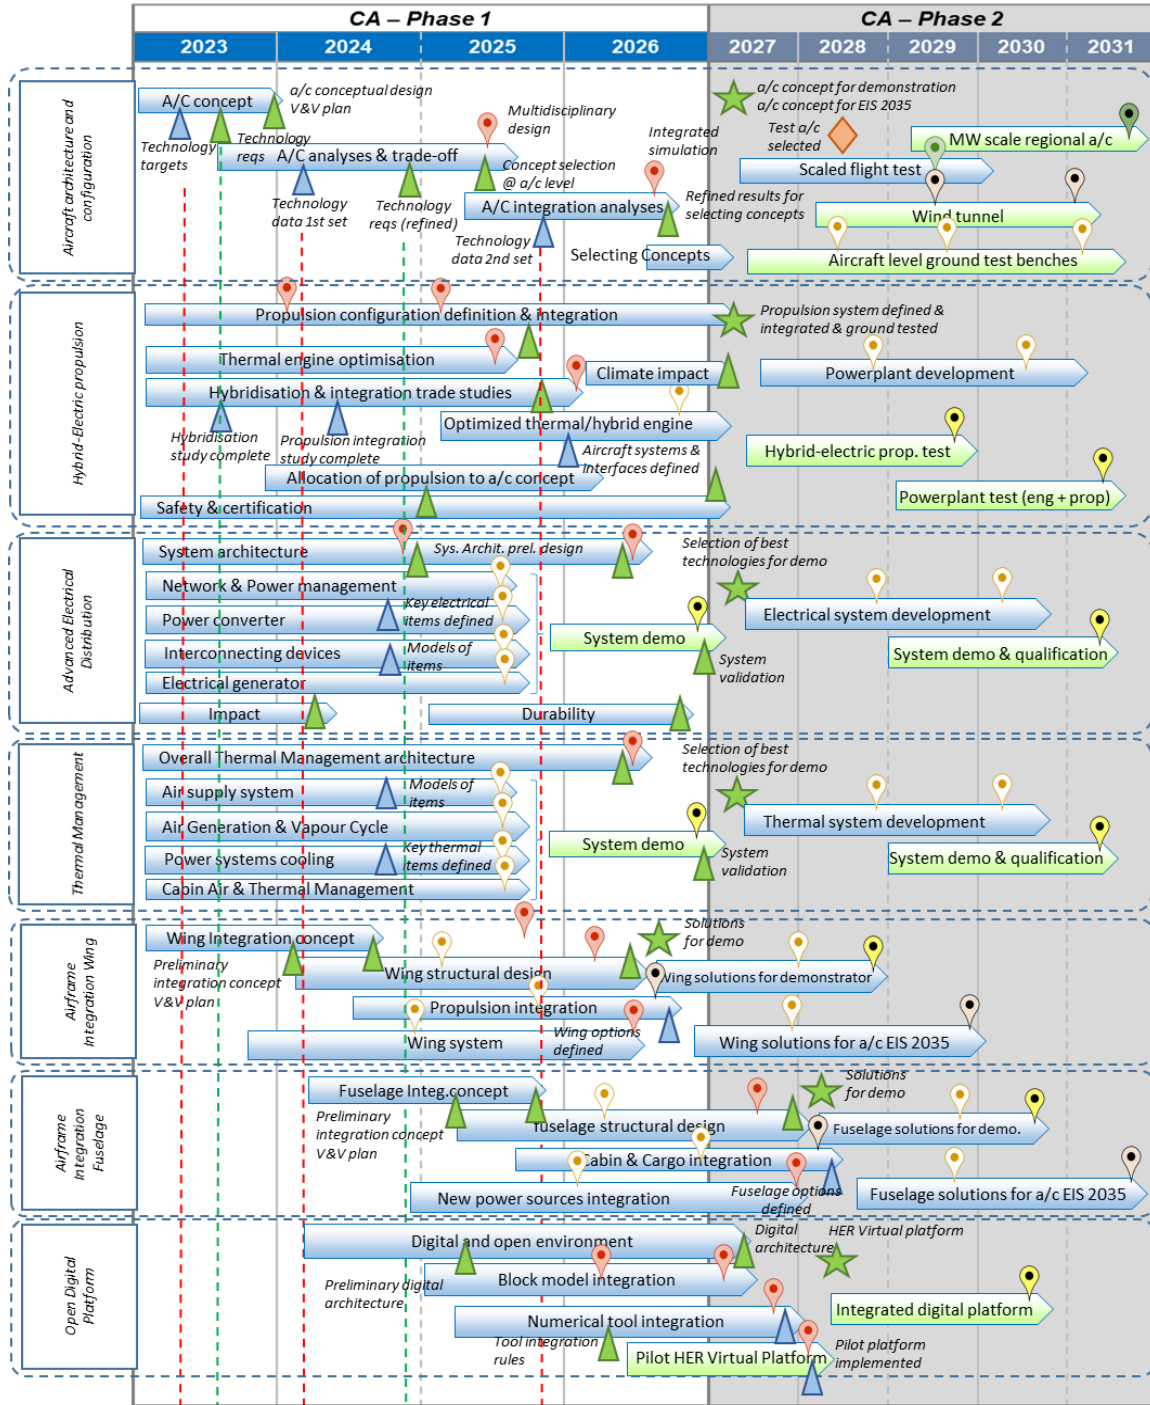 CA – Phase 1
CA – Phase 2
2023
2024
2025
2026
2027
2028
2029
2030
2031
Aircraft architecture and
configuration
A/C concept
a/c conceptual design
V&V plan
Technology
targets
Technology
reqs
A/C analyses & trade-off
Multidisciplinary
design
Concept selection
@ a/c level
Integrated
simulation
Technology
data 1st set
Technology
reqs (refined)
A/C integration analyses
Technology
data 2nd set
Refined results for
selecting concepts
Selecting Concepts
a/c concept for demonstration
a/c concept for EIS 2035
Test a/c
selected
MW scale regional a/c
Scaled flight test
Wind tunnel
Aircraft level ground test benches
Hybrid-Electric propulsion
Propulsion configuration definition & integration
Propulsion system defined &
integrated & ground tested
Thermal engine optimisation
Climate impact
Powerplant development
Hybridisation & integration trade studies
Optimized thermal/hybrid engine
Hybridisation
study complete
Propulsion integration
study complete
Aircraft systems &
interfaces defined
Hybrid-electric prop. test
Allocation of propulsion to a/c concept
Powerplant test (eng + prop)
Safety & certification
Advanced Electrical
Distribution
System architecture
Sys. Archit. prel. design
Selection of best
technologies for demo
Network & Power management
Key electrical
items defined
Power converter
Electrical system development
Interconnecting devices
Models of
items
System demo
System demo & qualification
Electrical generator
System
validation
Impact
Durability
Thermal Management
Overall Thermal Management architecture
Selection of best
technologies for demo
Air supply system
Models of
items
Air Generation & Vapour Cycle
Thermal system development
Power systems cooling
Key thermal
items defined
System demo
System
validation
System demo & qualification
Cabin Air & Thermal Management
Airframe
Integration Wing
Wing Integration concept
Solutions
for demo
Preliminary
integration concept
V&V plan
Wing structural design
Wing solutions for demonstrator
Propulsion integration
Wing system
Wing options
defined
Wing solutions for a/c EIS 2035
Airframe
Integration
Fuselage
Fuselage Integ.concept
Solutions
for demo
Preliminary
integration concept
V&V plan
fuselage structural design
Fuselage solutions for demo.
Cabin & Cargo integration
New power sources integration
Fuselage options
defined
Fuselage solutions for a/c EIS 2035
Open Digital
Platform
Digital and open environment
Digital
architecture
HER Virtual platform
Preliminary digital
architecture
Block model integration
Integrated digital platform
Numerical tool integration
Tool integration
rules
Pilot HER Virtual Platform
Pilot platform
implemented